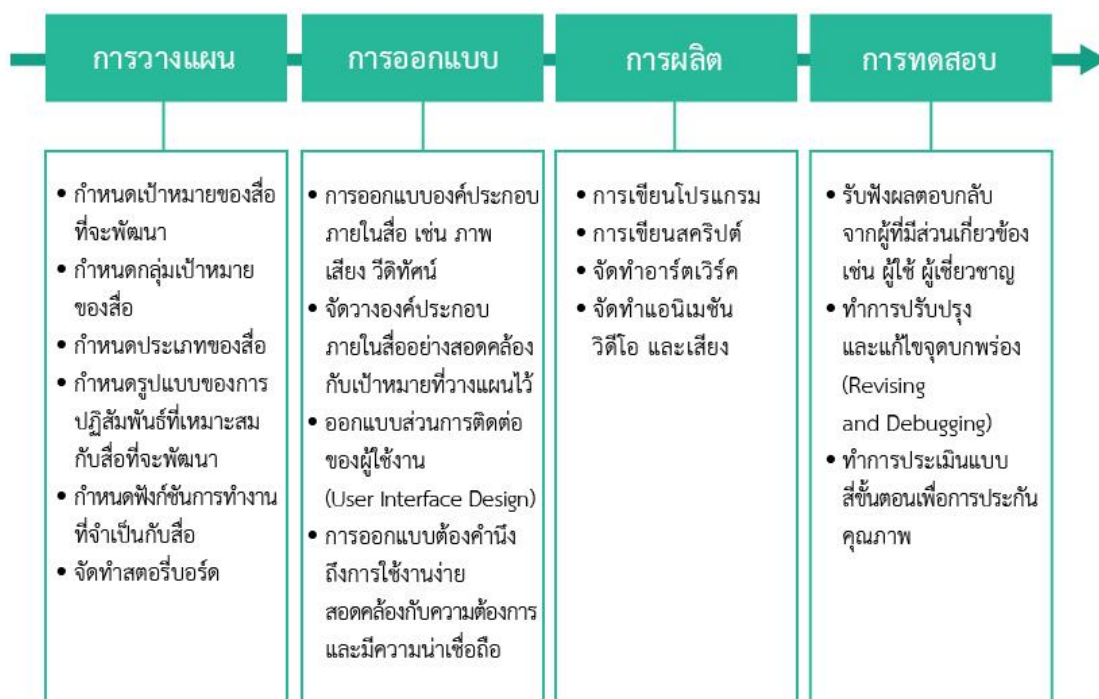 การวางแผน
การออกแบบ
การผลิต
การทดสอบ
• กำหนดเป้าหมายของสื่อ
ที่จะพัฒนา
• กำหนดกลุ่มเป้าหมาย
ของสื่อ
• กำหนดประเภทของสื่อ
• กำหนดรูปแบบของการ
ปฏิสัมพันธ์ที่เหมาะสม
กับสื่อที่จะพัฒนา
• กำหนดฟังก์ชันการทำงาน
ที่จำเป็นกับสื่อ
• จัดทำสตอรี่บอร์ด
• การออกแบบองค์ประกอบ
ภายในสื่อ เช่น ภาพ
เสียง วีดิทัศน์
• จัดวางองค์ประกอบ
ภายในสื่ออย่างสอดคล้อง
กับเป้าหมายที่วางแผนไว้
• ออกแบบส่วนการติดต่อ
ของผู้ใช้งาน
(User Interface Design)
• การออกแบบต้องคำนึง
ถึงการใช้งานง่าย
สอดคล้องกับความต้องการ
และมีความน่าเชื่อถือ
• การเขียนโปรแกรม
• การเขียนสคริปต์
• จัดทำอาร์ตเวิร์ค
• จัดทำแอนิเมชัน
วิดีโอ และเสียง
• รับฟังผลตอบกลับ
จากผู้ที่มีส่วนเกี่ยวข้อง
เช่น ผู้ใช้ ผู้เชี่ยวชาญ
• ทำการปรับปรุง
และแก้ไขจุดบกพร่อง
(Revising
and Debugging)
• ทำการประเมินแบบ
สี่ขั้นตอนเพื่อการประกัน
คุณภาพ